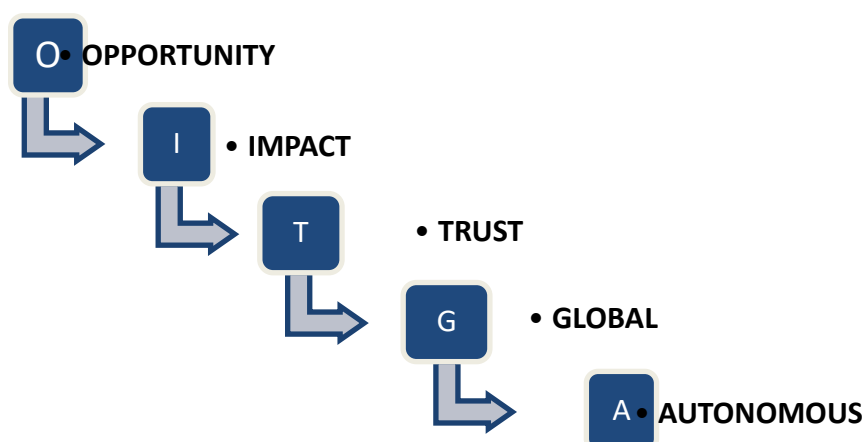 O • OPPORTUNITY
I • IMPACT
T • TRUST
G • GLOBAL
A • AUTONOMOUS